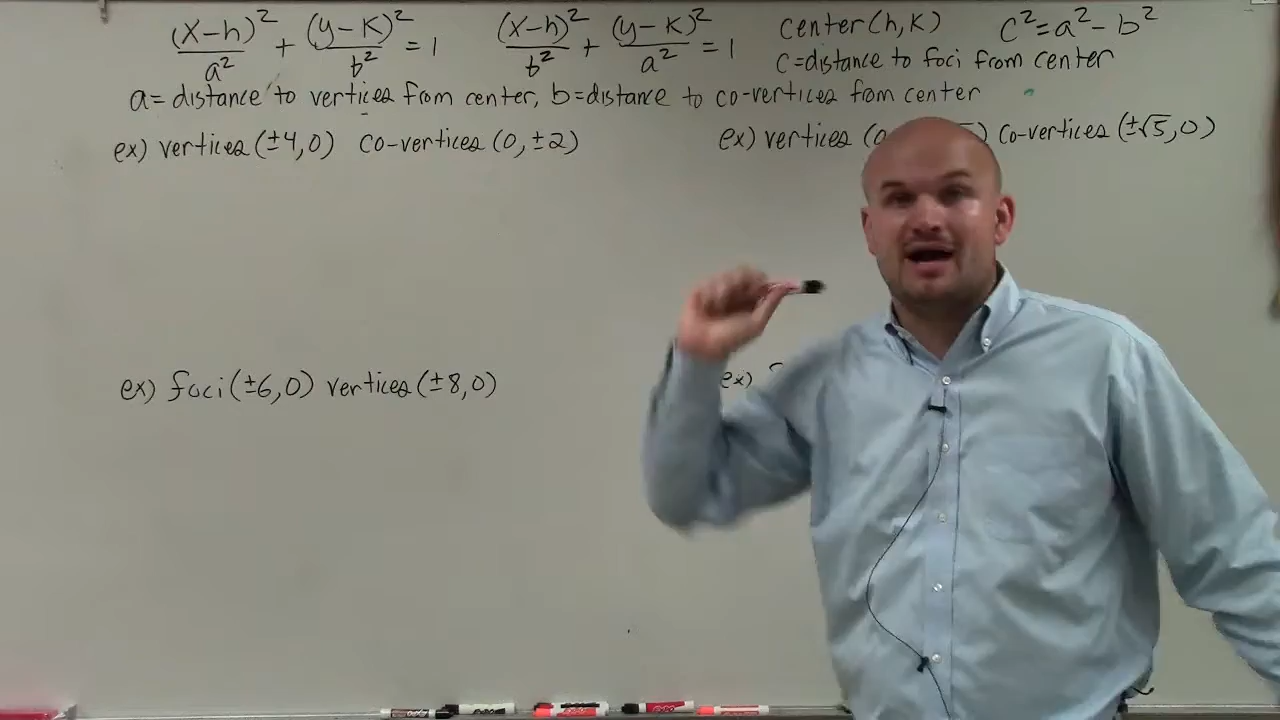 (x-h)²/a² + (y-k)²/b² = 1 (x-h)²/b² + (y-k)²/a² = 1 center (h,k) c²=a²-b²
c=distance to foci from center
a= distance to vertices from center, b=distance to co-vertices from center
ex) vertices (±4,0) co-vertices (0,±2)
ex) vertices ( ) co-vertices (±√5,0)
ex) foci (±6,0) vertices (±8,0)
ex)